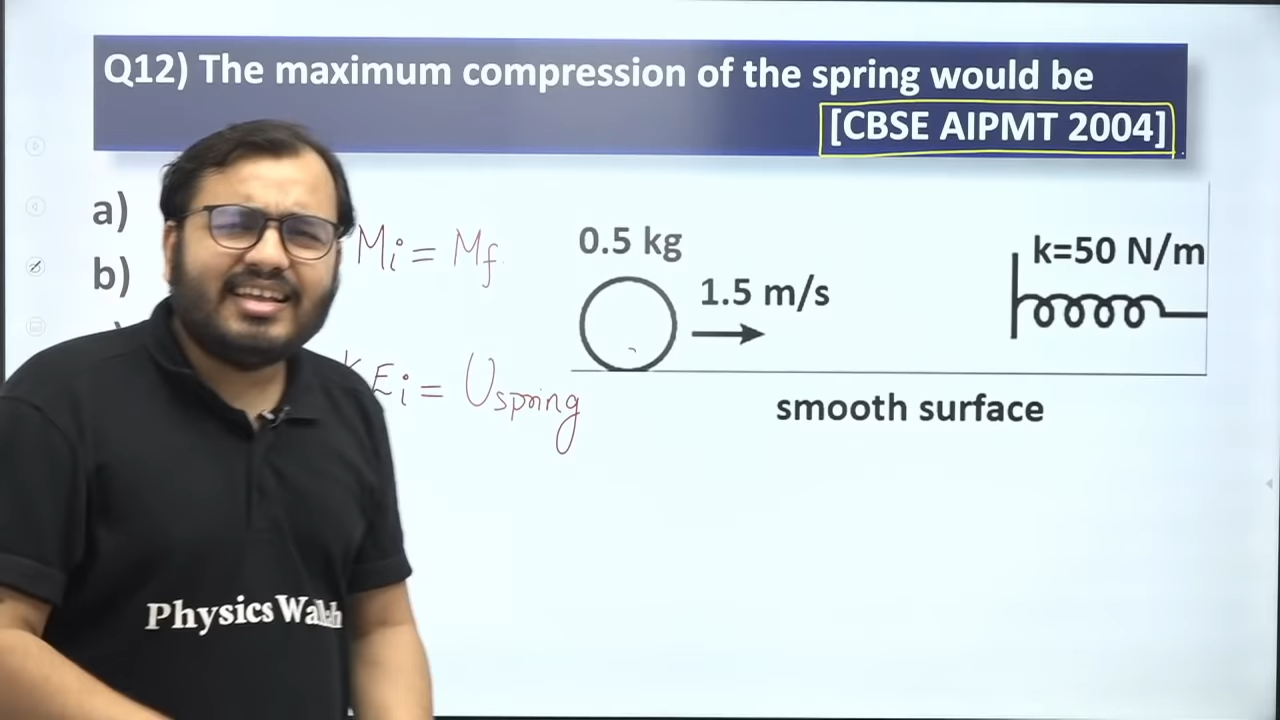 Q12) The maximum compression of the spring would be
[CBSE AIPMT 2004]
a)
b)
Mi = Mf
0.5 kg
1.5 m/s
k=50 N/m
KEi = Uspring
smooth surface
Physics Wallah